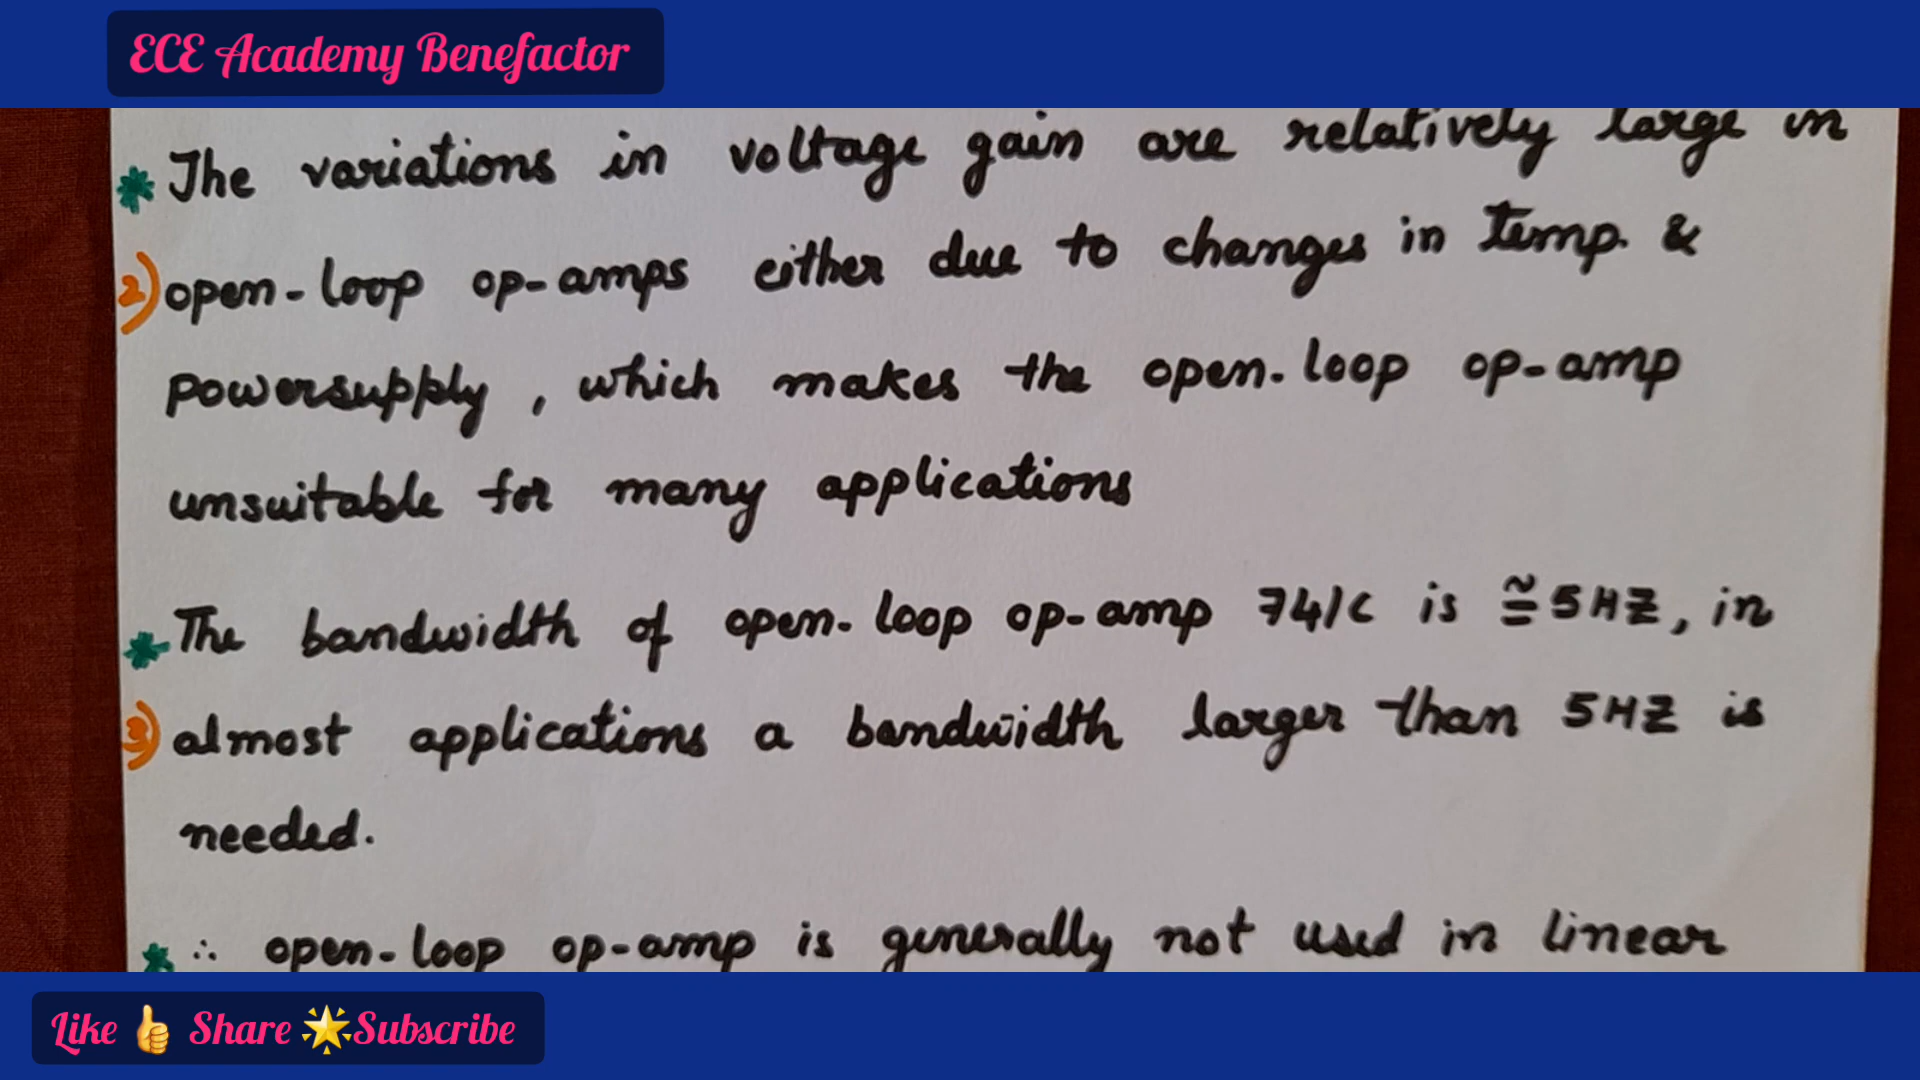 ECE Academy Benefactor
* The variations in voltage gain are relatively large in
2) open-loop op-amps either due to changes in temp. &
powersupply, which makes the open-loop op-amp
unsuitable for many applications
* The bandwidth of open-loop op-amp 741C is ≅ 5HZ, in
3) almost applications a bandwidth larger than 5HZ is
needed.
* ∴ open-loop op-amp is generally not used in linear
Like 👍 Share 🌟Subscribe